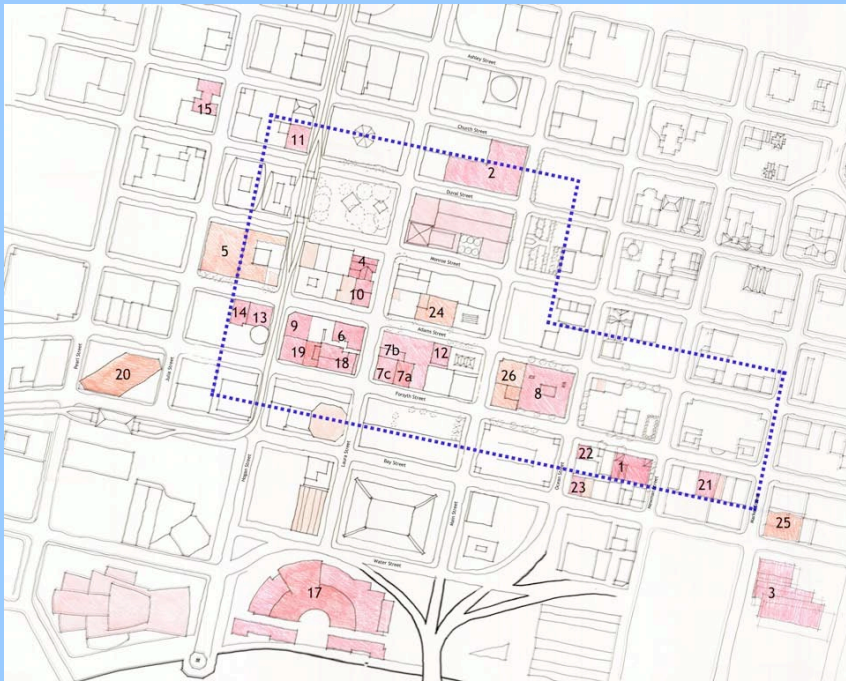 Ashley Street
15
Church Street
11
2
Duval Street
5
4
Monroe Street
10
14
13
24
9
6
Adams Street
19
18
7b
12
7c
7a
Pearl Street
Julia Street
20
26
8
Forsyth Street
Hogan Street
Laura Street
Bay Street
22
1
Ocean Street
23
21
Main Street
25
Water Street
17
3